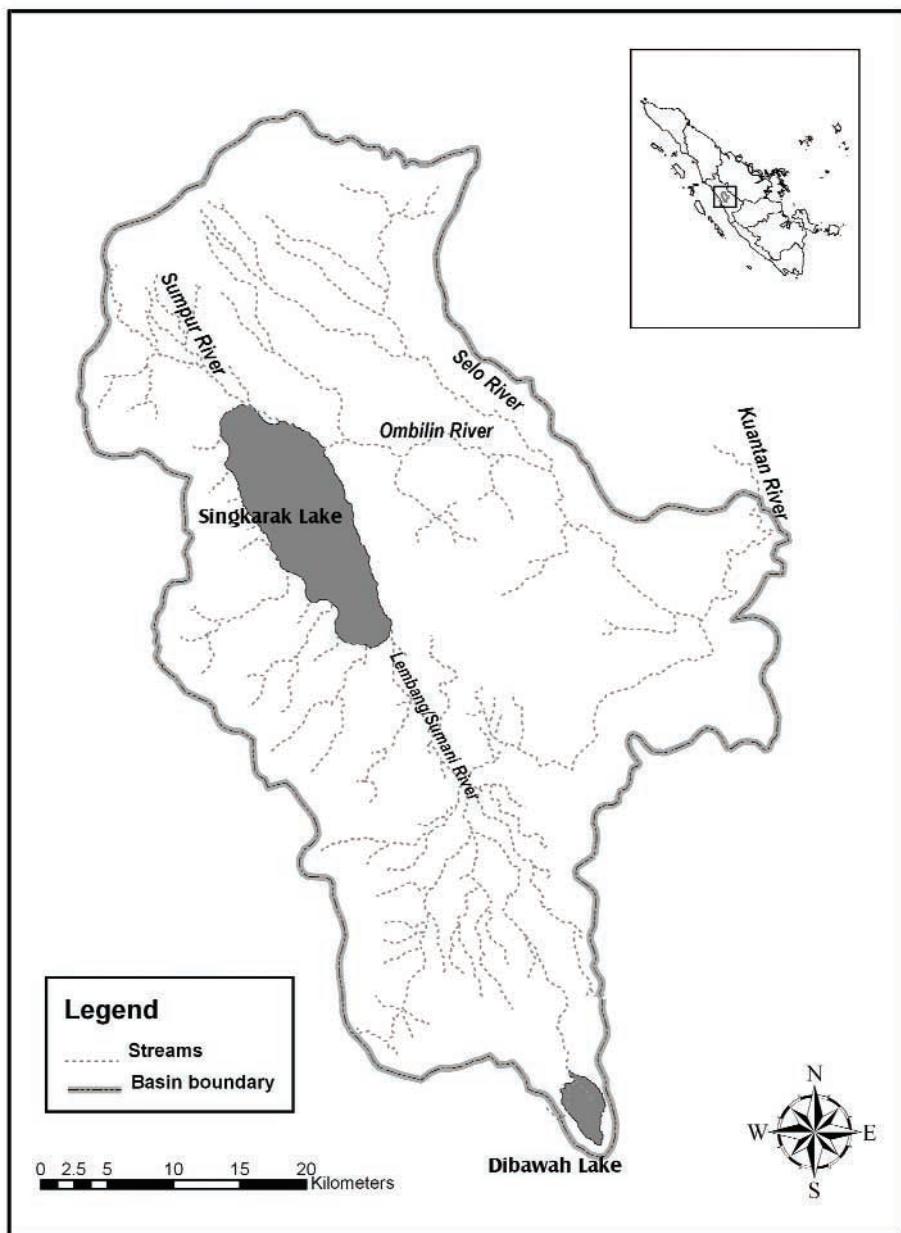 Sumpur River
Selo River
Ombilin River
Kuantan River
Singkarak Lake
Lembang/Sumani River
Legend
Streams
Basin boundary
0 2.5 5 10 15 20
Kilometers
Dibawah Lake
N
W E
S